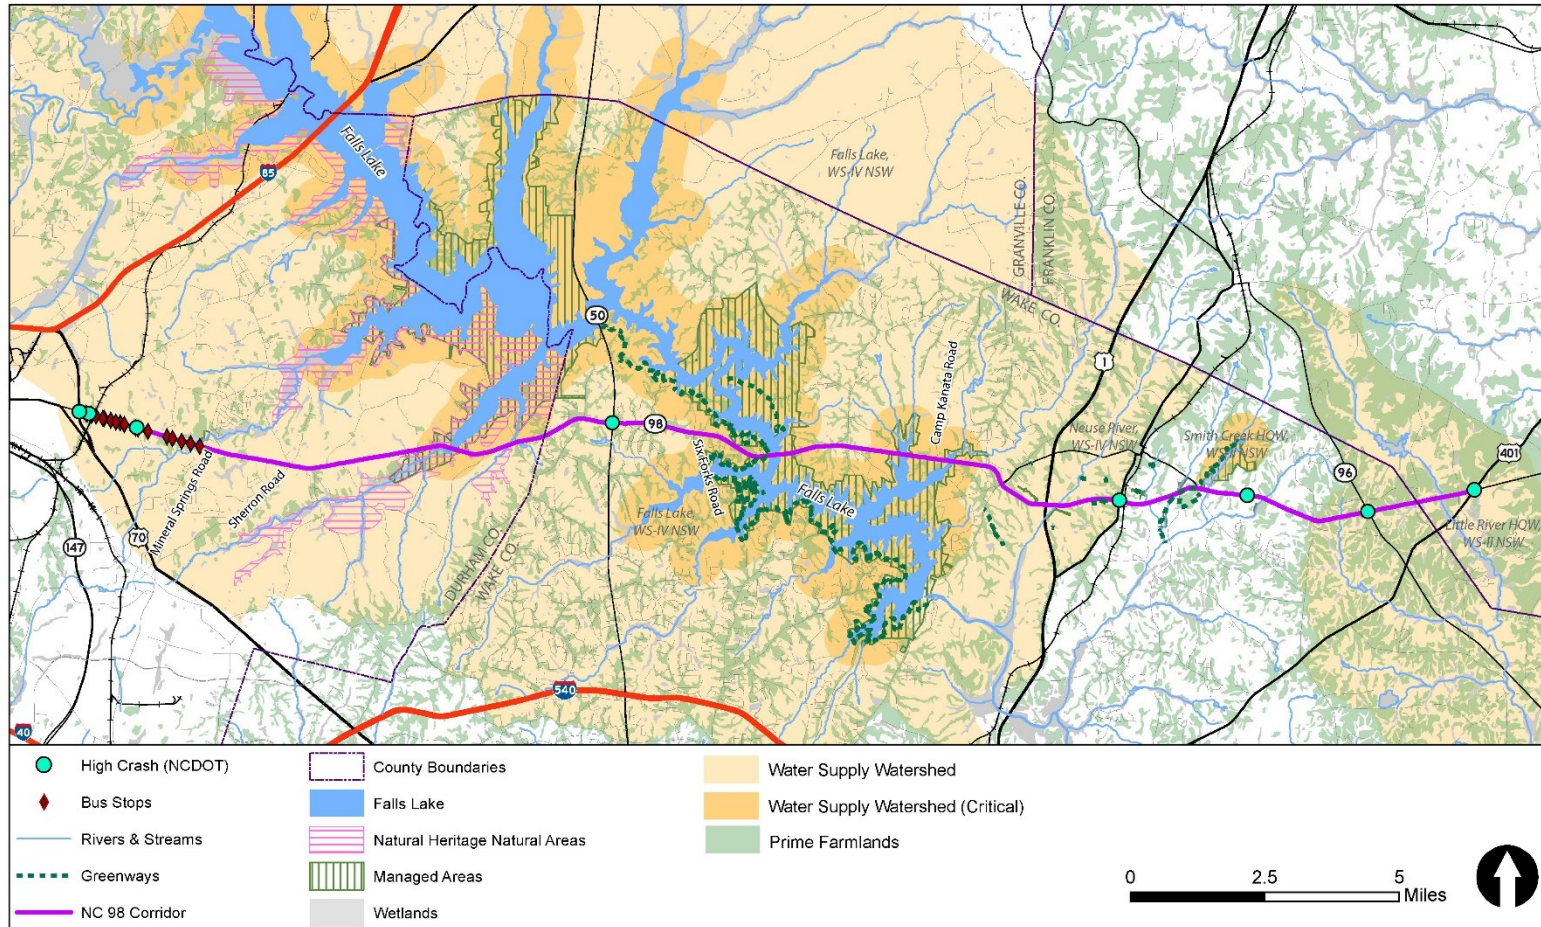 Falls Lake
85
Falls Lake,
WS-IV NSW
GRANVILLE CO.
FRANKLIN CO.
WAKE CO.
50
1
Camp Kanata Road
98
Neuse River,
WS-IV NSW
Smith Creek HQW,
NSW
96
401
Mineral Springs Road
Sherron Road
Six Forks Road
Falls Lake
Falls Lake,
WS-IV NSW
Little River HQW,
WS-II NSW
147
70
DURHAM CO.
WAKE CO.
540
40
High Crash (NCDOT)
Bus Stops
Rivers & Streams
Greenways
NC 98 Corridor
County Boundaries
Falls Lake
Natural Heritage Natural Areas
Managed Areas
Wetlands
Water Supply Watershed
Water Supply Watershed (Critical)
Prime Farmlands
0 2.5 5
Miles